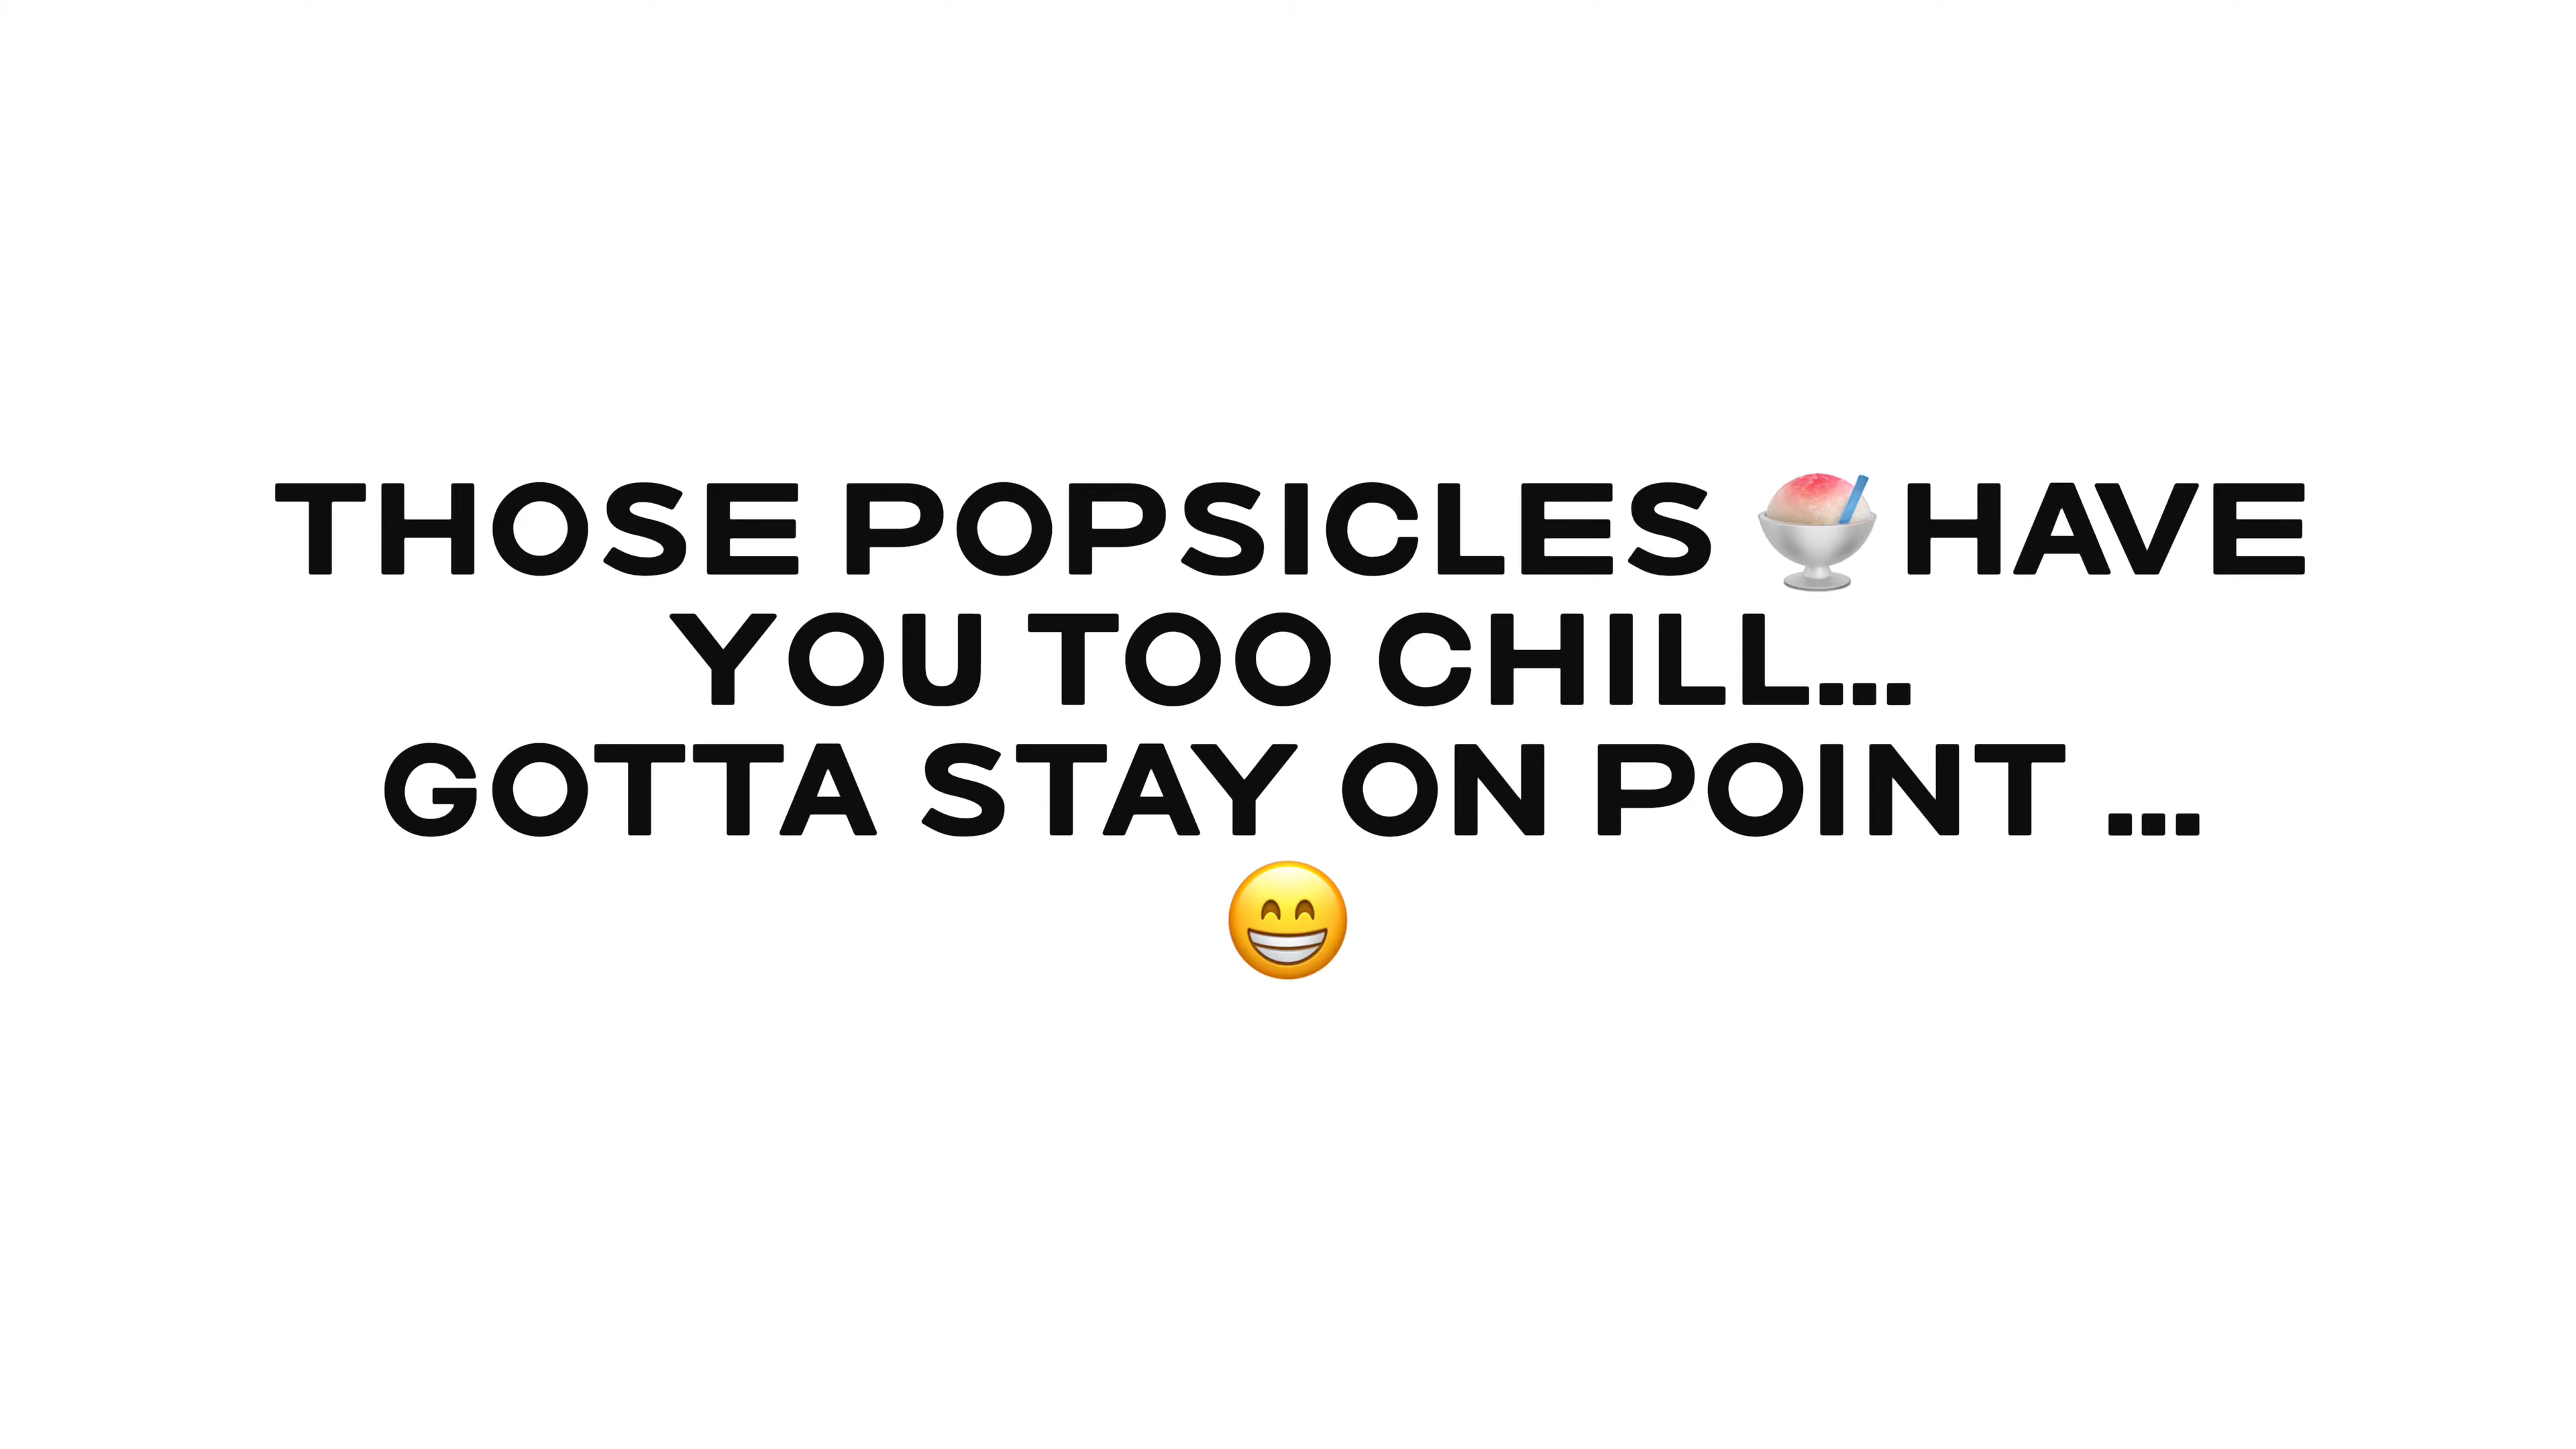 THOSE POPSICLES 🍧HAVE
YOU TOO CHILL...
GOTTA STAY ON POINT ...
😁